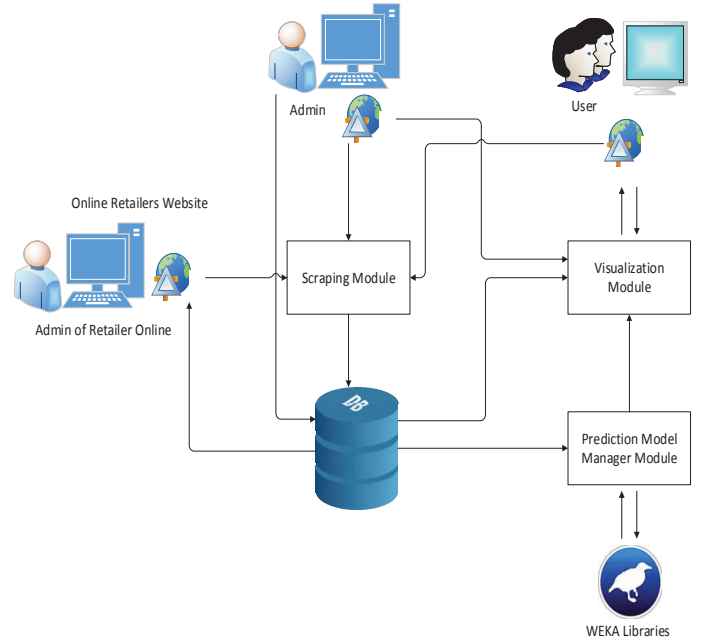 Admin
User
Online Retailers Website
Scraping Module
Visualization
Module
Admin of Retailer Online
DB
Prediction Model
Manager Module
WEKA Libraries